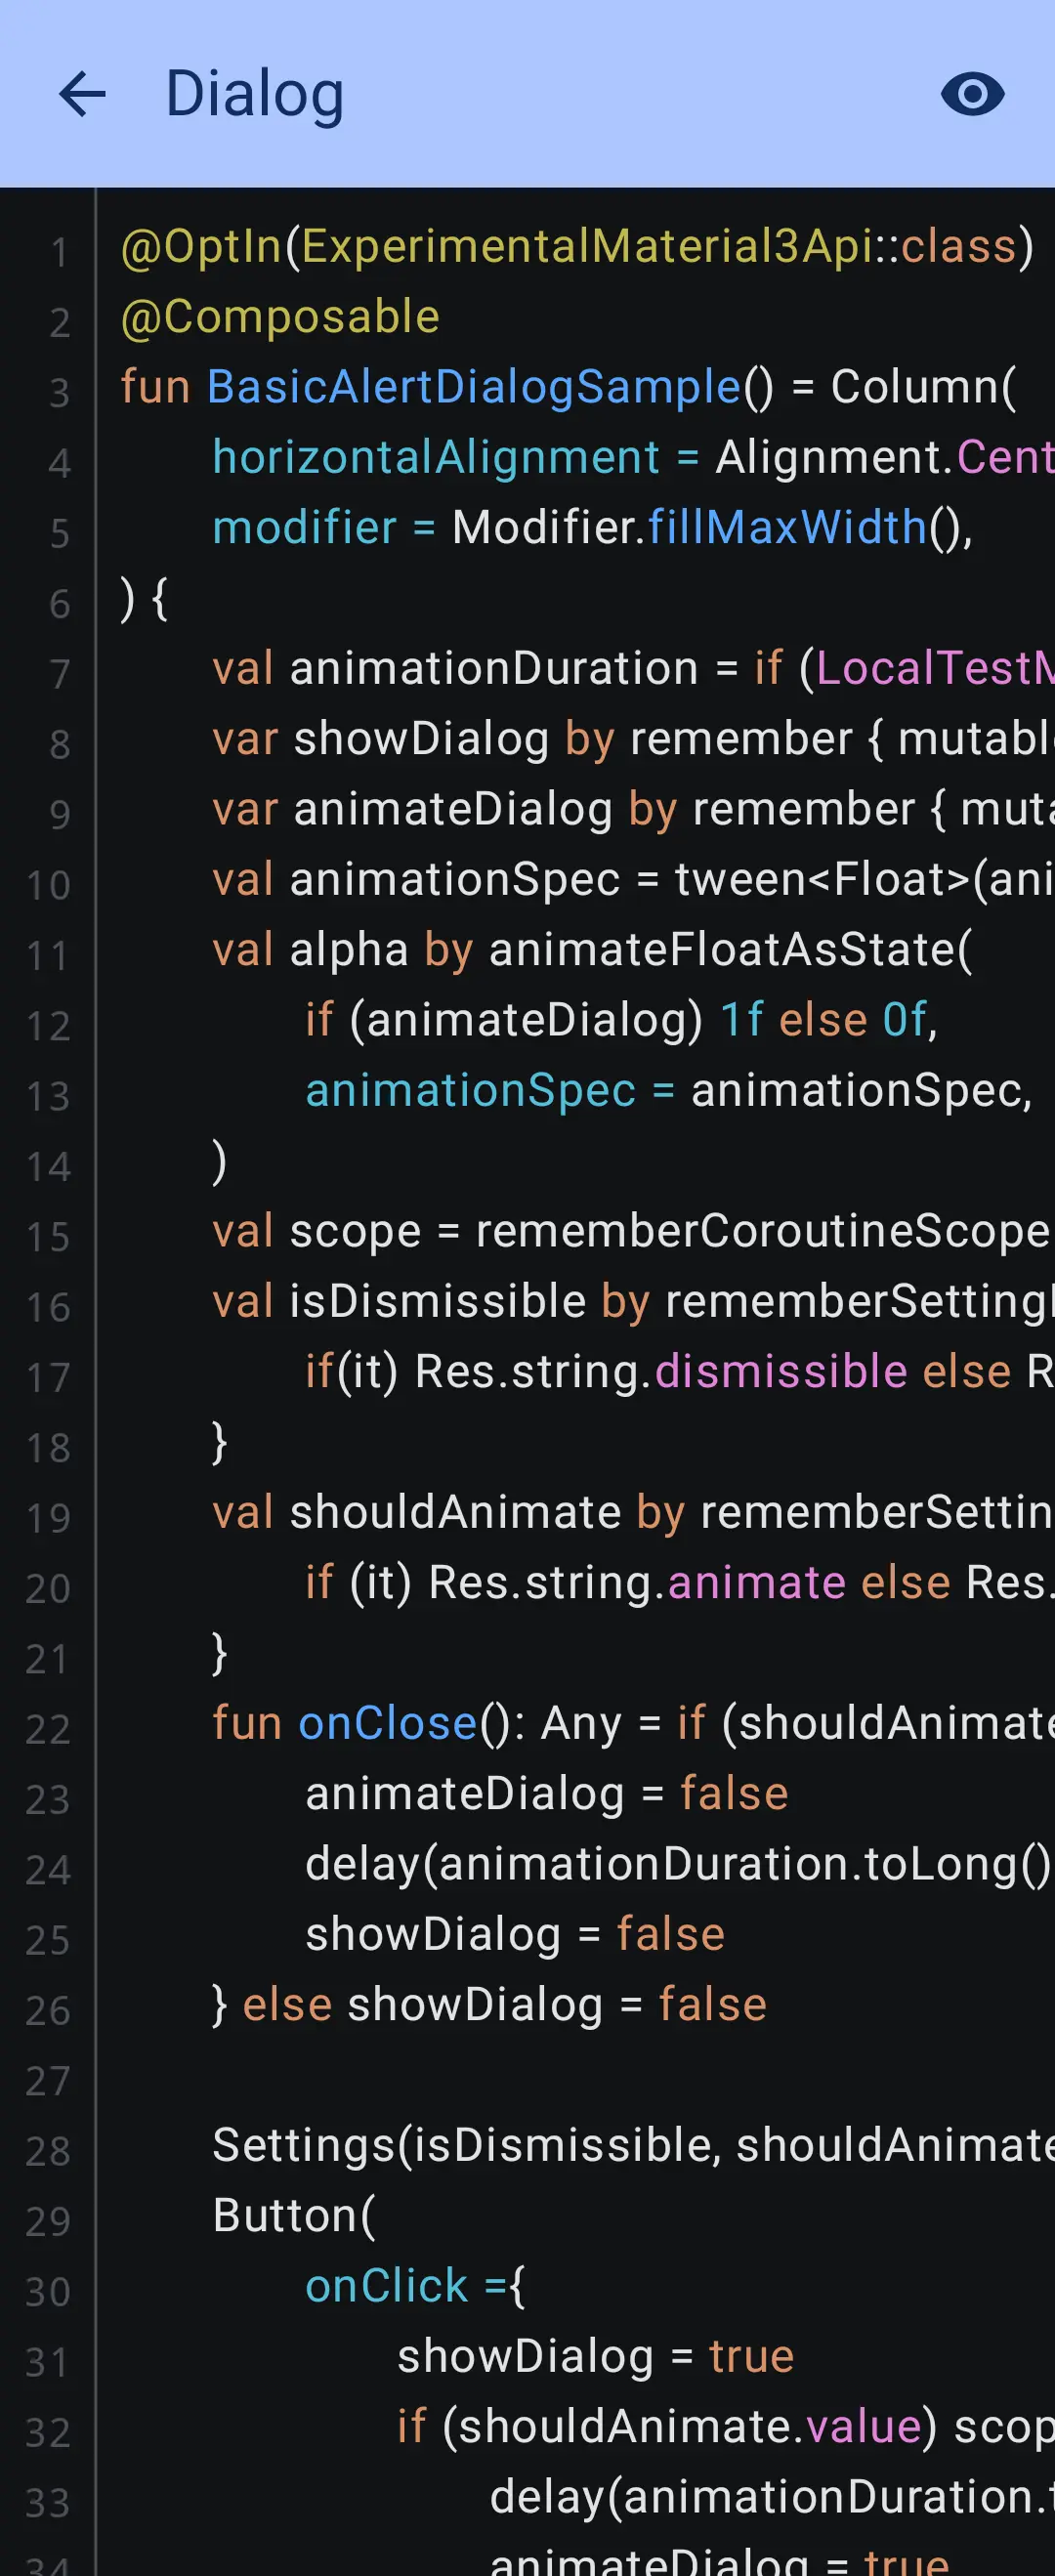 Dialog
1 @OptIn(ExperimentalMaterial3Api::class)
2 @Composable
3 fun BasicAlertDialogSample() = Column(
4 horizontalAlignment = Alignment.Cent
5 modifier = Modifier.fillMaxWidth(),
6 ) {
7 val animationDuration = if (LocalTestM
8 var showDialog by remember { mutabl
9 var animateDialog by remember { muta
10 val animationSpec = tween<Float>(ani
11 val alpha by animateFloatAsState(
12 if (animateDialog) 1f else 0f,
13 animationSpec = animationSpec,
14 )
15 val scope = rememberCoroutineScope
16 val isDismissible by rememberSetting
17 if(it) Res.string.dismissible else R
18 }
19 val shouldAnimate by rememberSettin
20 if (it) Res.string.animate else Res.
21 }
22 fun onClose(): Any = if (shouldAnimate
23 animateDialog = false
24 delay(animationDuration.toLong()
25 showDialog = false
26 } else showDialog = false
27
28 Settings(isDismissible, shouldAnimate
29 Button(
30 onClick ={
31 showDialog = true
32 if (shouldAnimate.value) scop
33 delay(animationDuration.t
34 animateDialog = true